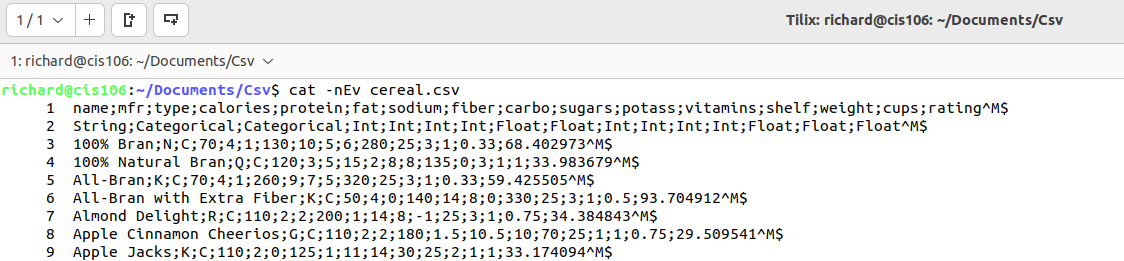 1 / 1
Tilix: richard@cis106: ~/Documents/Csv
1: richard@cis106: ~/Documents/Csv
richard@cis106:~/Documents/Csv$ cat -nEv cereal.csv
1 name;mfr;type;calories;protein;fat;sodium;fiber;carbo;sugars;potass;vitamins;shelf;weight;cups;rating^M$
2 String;Categorical;Categorical;Int;Int;Int;Int;Float;Float;Int;Int;Int;Int;Float;Float;Float^M$
3 100% Bran;N;C;70;4;1;130;10;5;6;280;25;3;1;0.33;68.402973^M$
4 100% Natural Bran;Q;C;120;3;5;15;2;8;8;135;0;3;1;1;33.983679^M$
5 All-Bran;K;C;70;4;1;260;9;7;5;320;25;3;1;0.33;59.425505^M$
6 All-Bran with Extra Fiber;K;C;50;4;0;140;14;8;0;330;25;3;1;0.5;93.704912^M$
7 Almond Delight;R;C;110;2;2;200;1;14;8;-1;25;3;1;0.75;34.384843^M$
8 Apple Cinnamon Cheerios;G;C;110;2;2;180;1.5;10.5;10;70;25;1;1;0.75;29.509541^M$
9 Apple Jacks;K;C;110;2;0;125;1;11;14;30;25;2;1;1;33.174094^M$